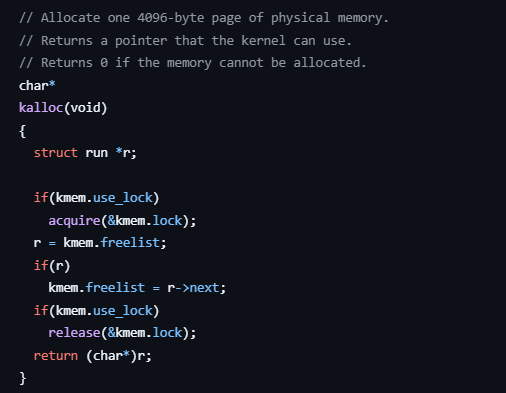 // Allocate one 4096-byte page of physical memory.
// Returns a pointer that the kernel can use.
// Returns 0 if the memory cannot be allocated.
char*
kalloc(void)
{
  struct run *r;

  if(kmem.use_lock)
    acquire(&kmem.lock);
  r = kmem.freelist;
  if(r)
    kmem.freelist = r->next;
  if(kmem.use_lock)
    release(&kmem.lock);
  return (char*)r;
}